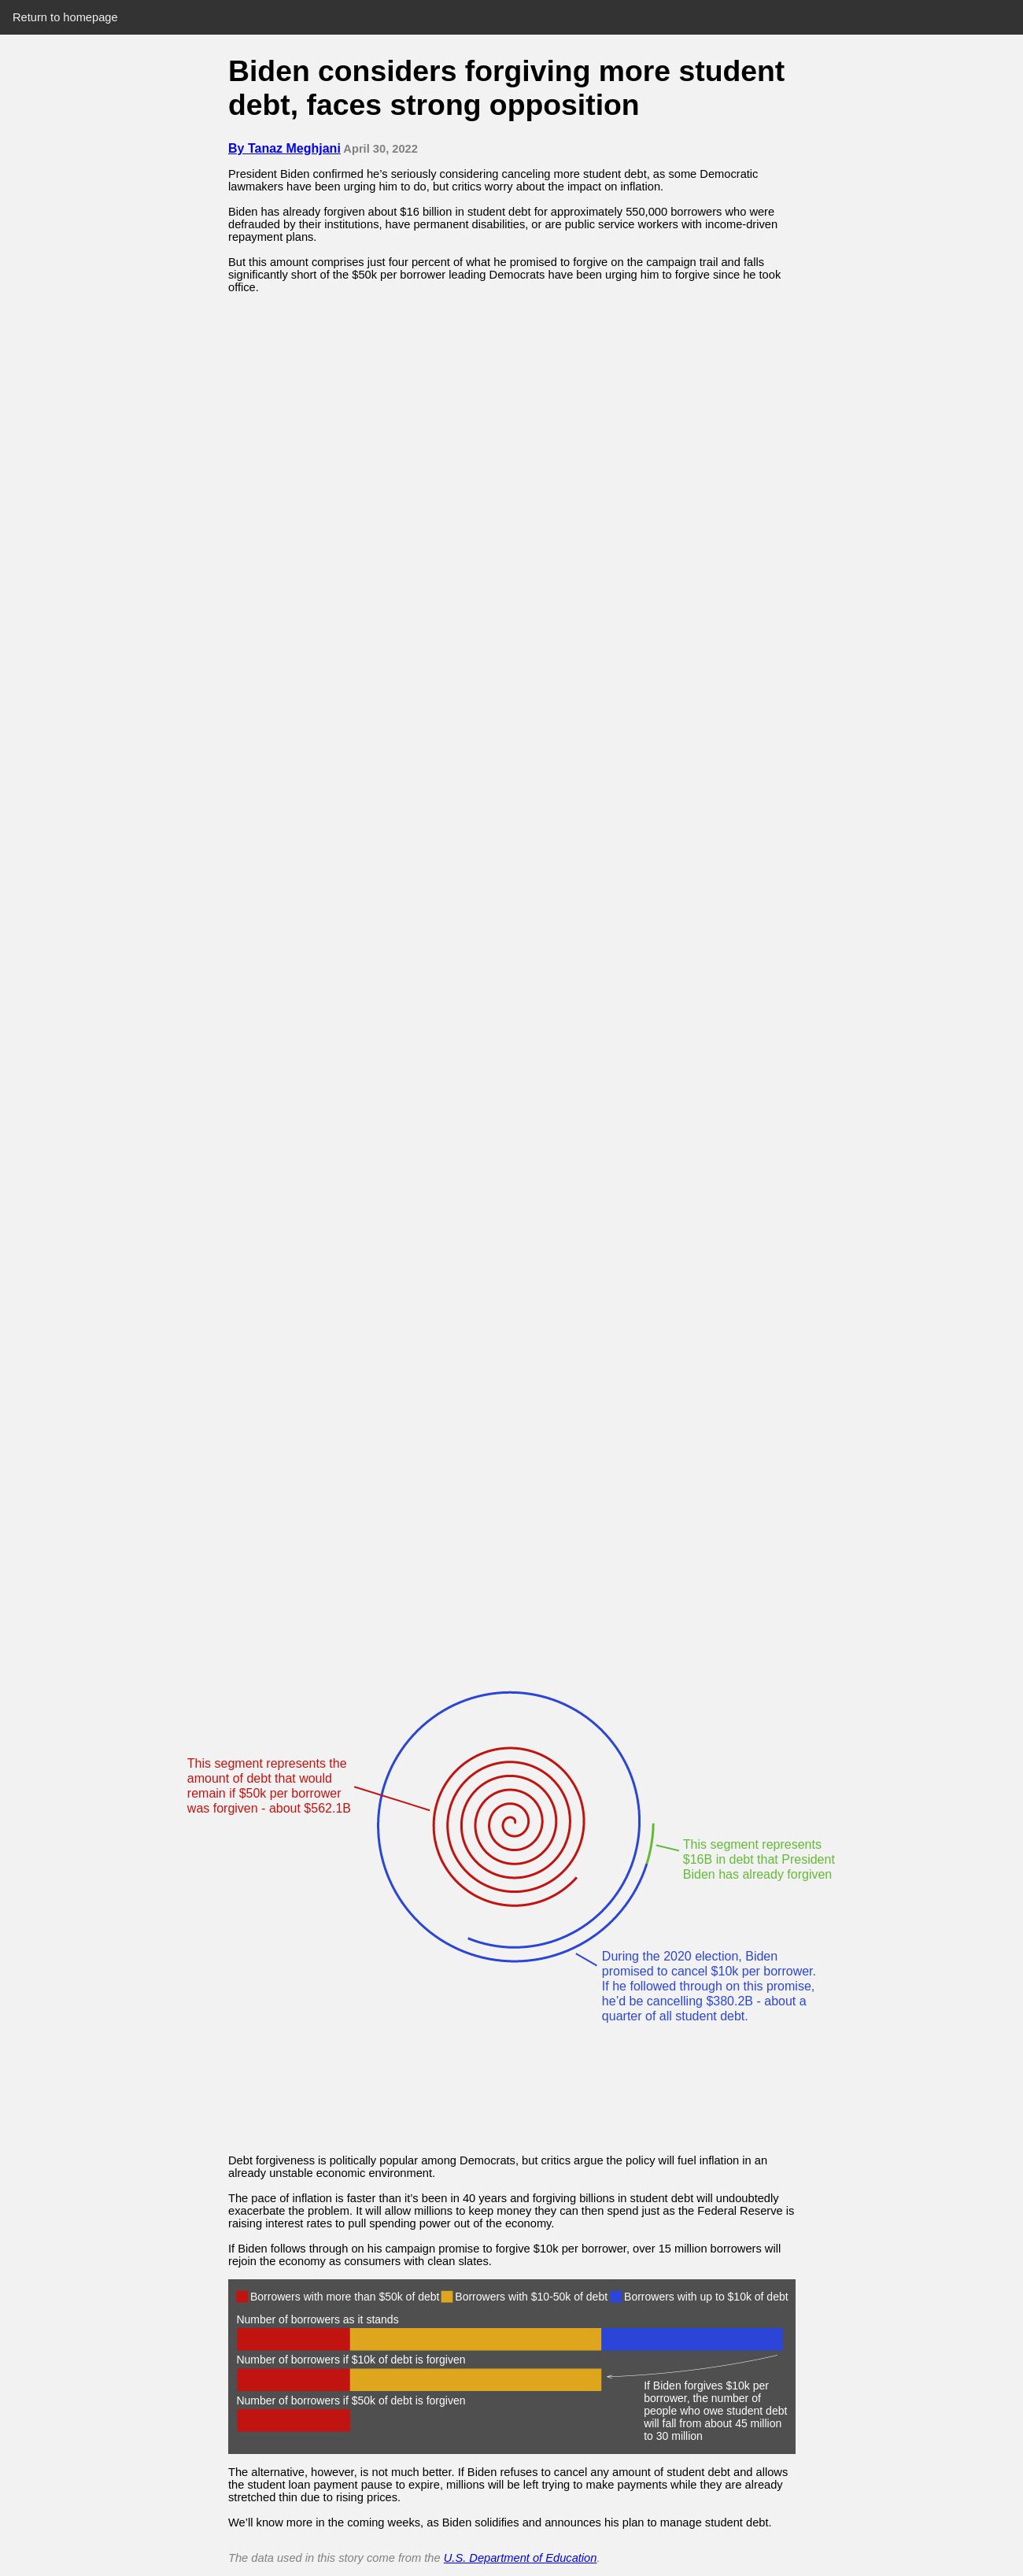 Return to homepage
Biden considers forgiving more student
debt, faces strong opposition
By Tanaz Meghjani April 30, 2022
President Biden confirmed he’s seriously considering canceling more student debt, as some Democratic
lawmakers have been urging him to do, but critics worry about the impact on inflation.
Biden has already forgiven about $16 billion in student debt for approximately 550,000 borrowers who were
defrauded by their institutions, have permanent disabilities, or are public service workers with income-driven
repayment plans.
But this amount comprises just four percent of what he promised to forgive on the campaign trail and falls
significantly short of the $50k per borrower leading Democrats have been urging him to forgive since he took
office.
This segment represents the
amount of debt that would
remain if $50k per borrower
was forgiven - about $562.1B
This segment represents
$16B in debt that President
Biden has already forgiven
During the 2020 election, Biden
promised to cancel $10k per borrower.
If he followed through on this promise,
he’d be cancelling $380.2B - about a
quarter of all student debt.
Debt forgiveness is politically popular among Democrats, but critics argue the policy will fuel inflation in an
already unstable economic environment.
The pace of inflation is faster than it’s been in 40 years and forgiving billions in student debt will undoubtedly
exacerbate the problem. It will allow millions to keep money they can then spend just as the Federal Reserve is
raising interest rates to pull spending power out of the economy.
If Biden follows through on his campaign promise to forgive $10k per borrower, over 15 million borrowers will
rejoin the economy as consumers with clean slates.
Borrowers with more than $50k of debt Borrowers with $10-50k of debt Borrowers with up to $10k of debt
Number of borrowers as it stands
Number of borrowers if $10k of debt is forgiven
Number of borrowers if $50k of debt is forgiven
If Biden forgives $10k per
borrower, the number of
people who owe student debt
will fall from about 45 million
to 30 million
The alternative, however, is not much better. If Biden refuses to cancel any amount of student debt and allows
the student loan payment pause to expire, millions will be left trying to make payments while they are already
stretched thin due to rising prices.
We’ll know more in the coming weeks, as Biden solidifies and announces his plan to manage student debt.
The data used in this story come from the U.S. Department of Education.